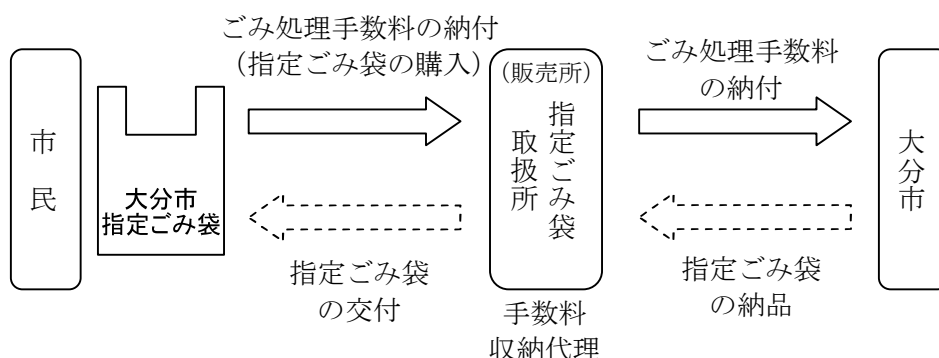 ごみ処理手数料の納付
(指定ごみ袋の購入)
市民
大分市
指定ごみ袋
指定ごみ袋
の交付
(販売所)
指定ごみ袋
取扱所
手数料
収納代理
ごみ処理手数料
の納付
指定ごみ袋
の納品
大分市